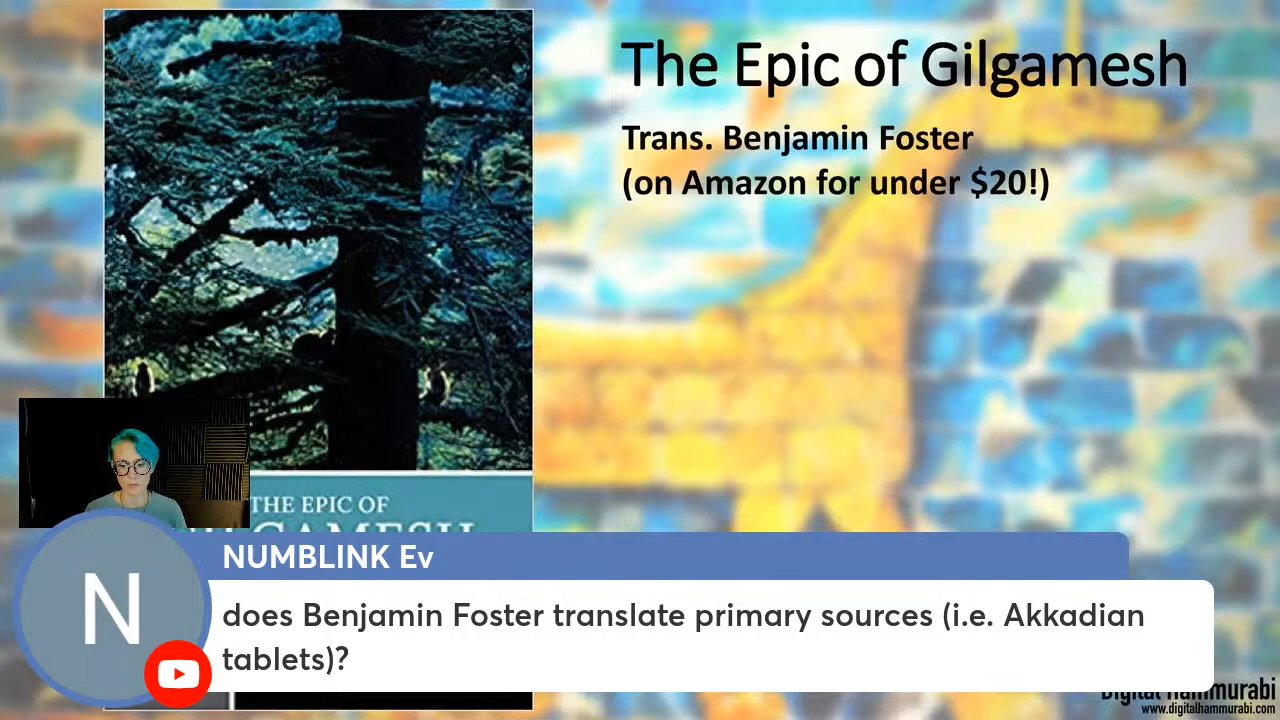 The Epic of Gilgamesh
Trans. Benjamin Foster
(on Amazon for under $20!)
THE EPIC OF
NUMBLINK Ev
N
does Benjamin Foster translate primary sources (i.e. Akkadian
tablets)?
Digital Hammurabi
www.digitalhammurabi.com